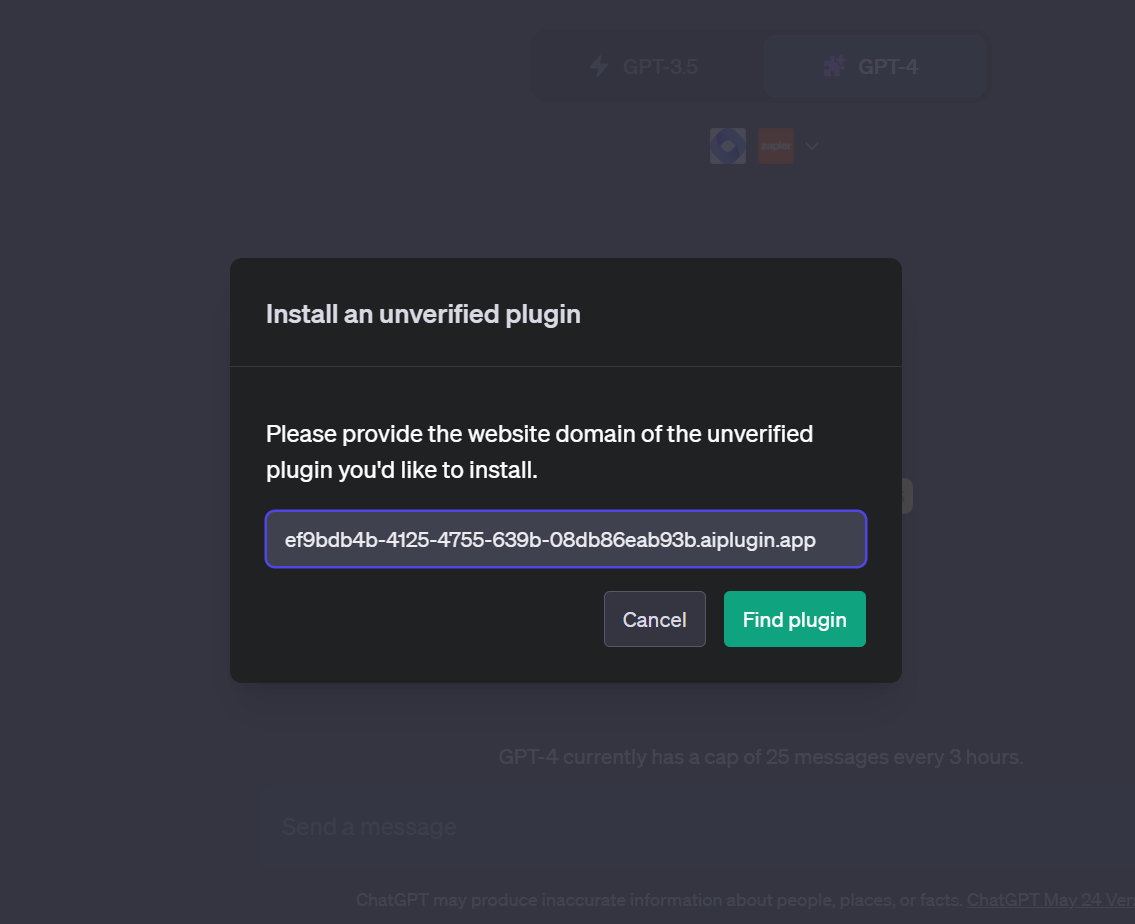 GPT-3.5
GPT-4
zapier
Install an unverified plugin
Please provide the website domain of the unverified
plugin you'd like to install.
ef9bdb4b-4125-4755-639b-08db86eab93b.aiplugin.app
Cancel
Find plugin
GPT-4 currently has a cap of 25 messages every 3 hours.
Send a message
ChatGPT may produce inaccurate information about people, places, or facts. ChatGPT May 24 Ver